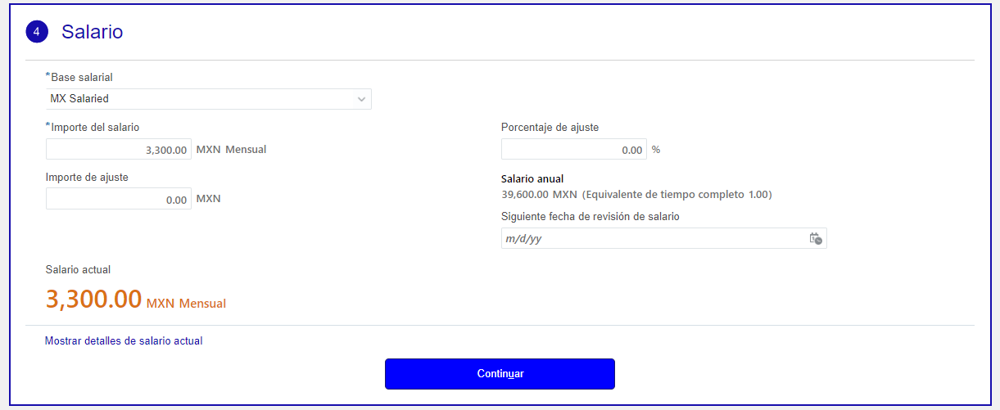 4 Salario
*Base salarial
MX Salaried
*Importe del salario
3,300.00 MXN Mensual
Porcentaje de ajuste
0.00 %
Importe de ajuste
0.00 MXN
Salario anual
39,600.00 MXN (Equivalente de tiempo completo 1.00)
Siguiente fecha de revisión de salario
m/d/yy
Salario actual
3,300.00 MXN Mensual
Mostrar detalles de salario actual
Continuar